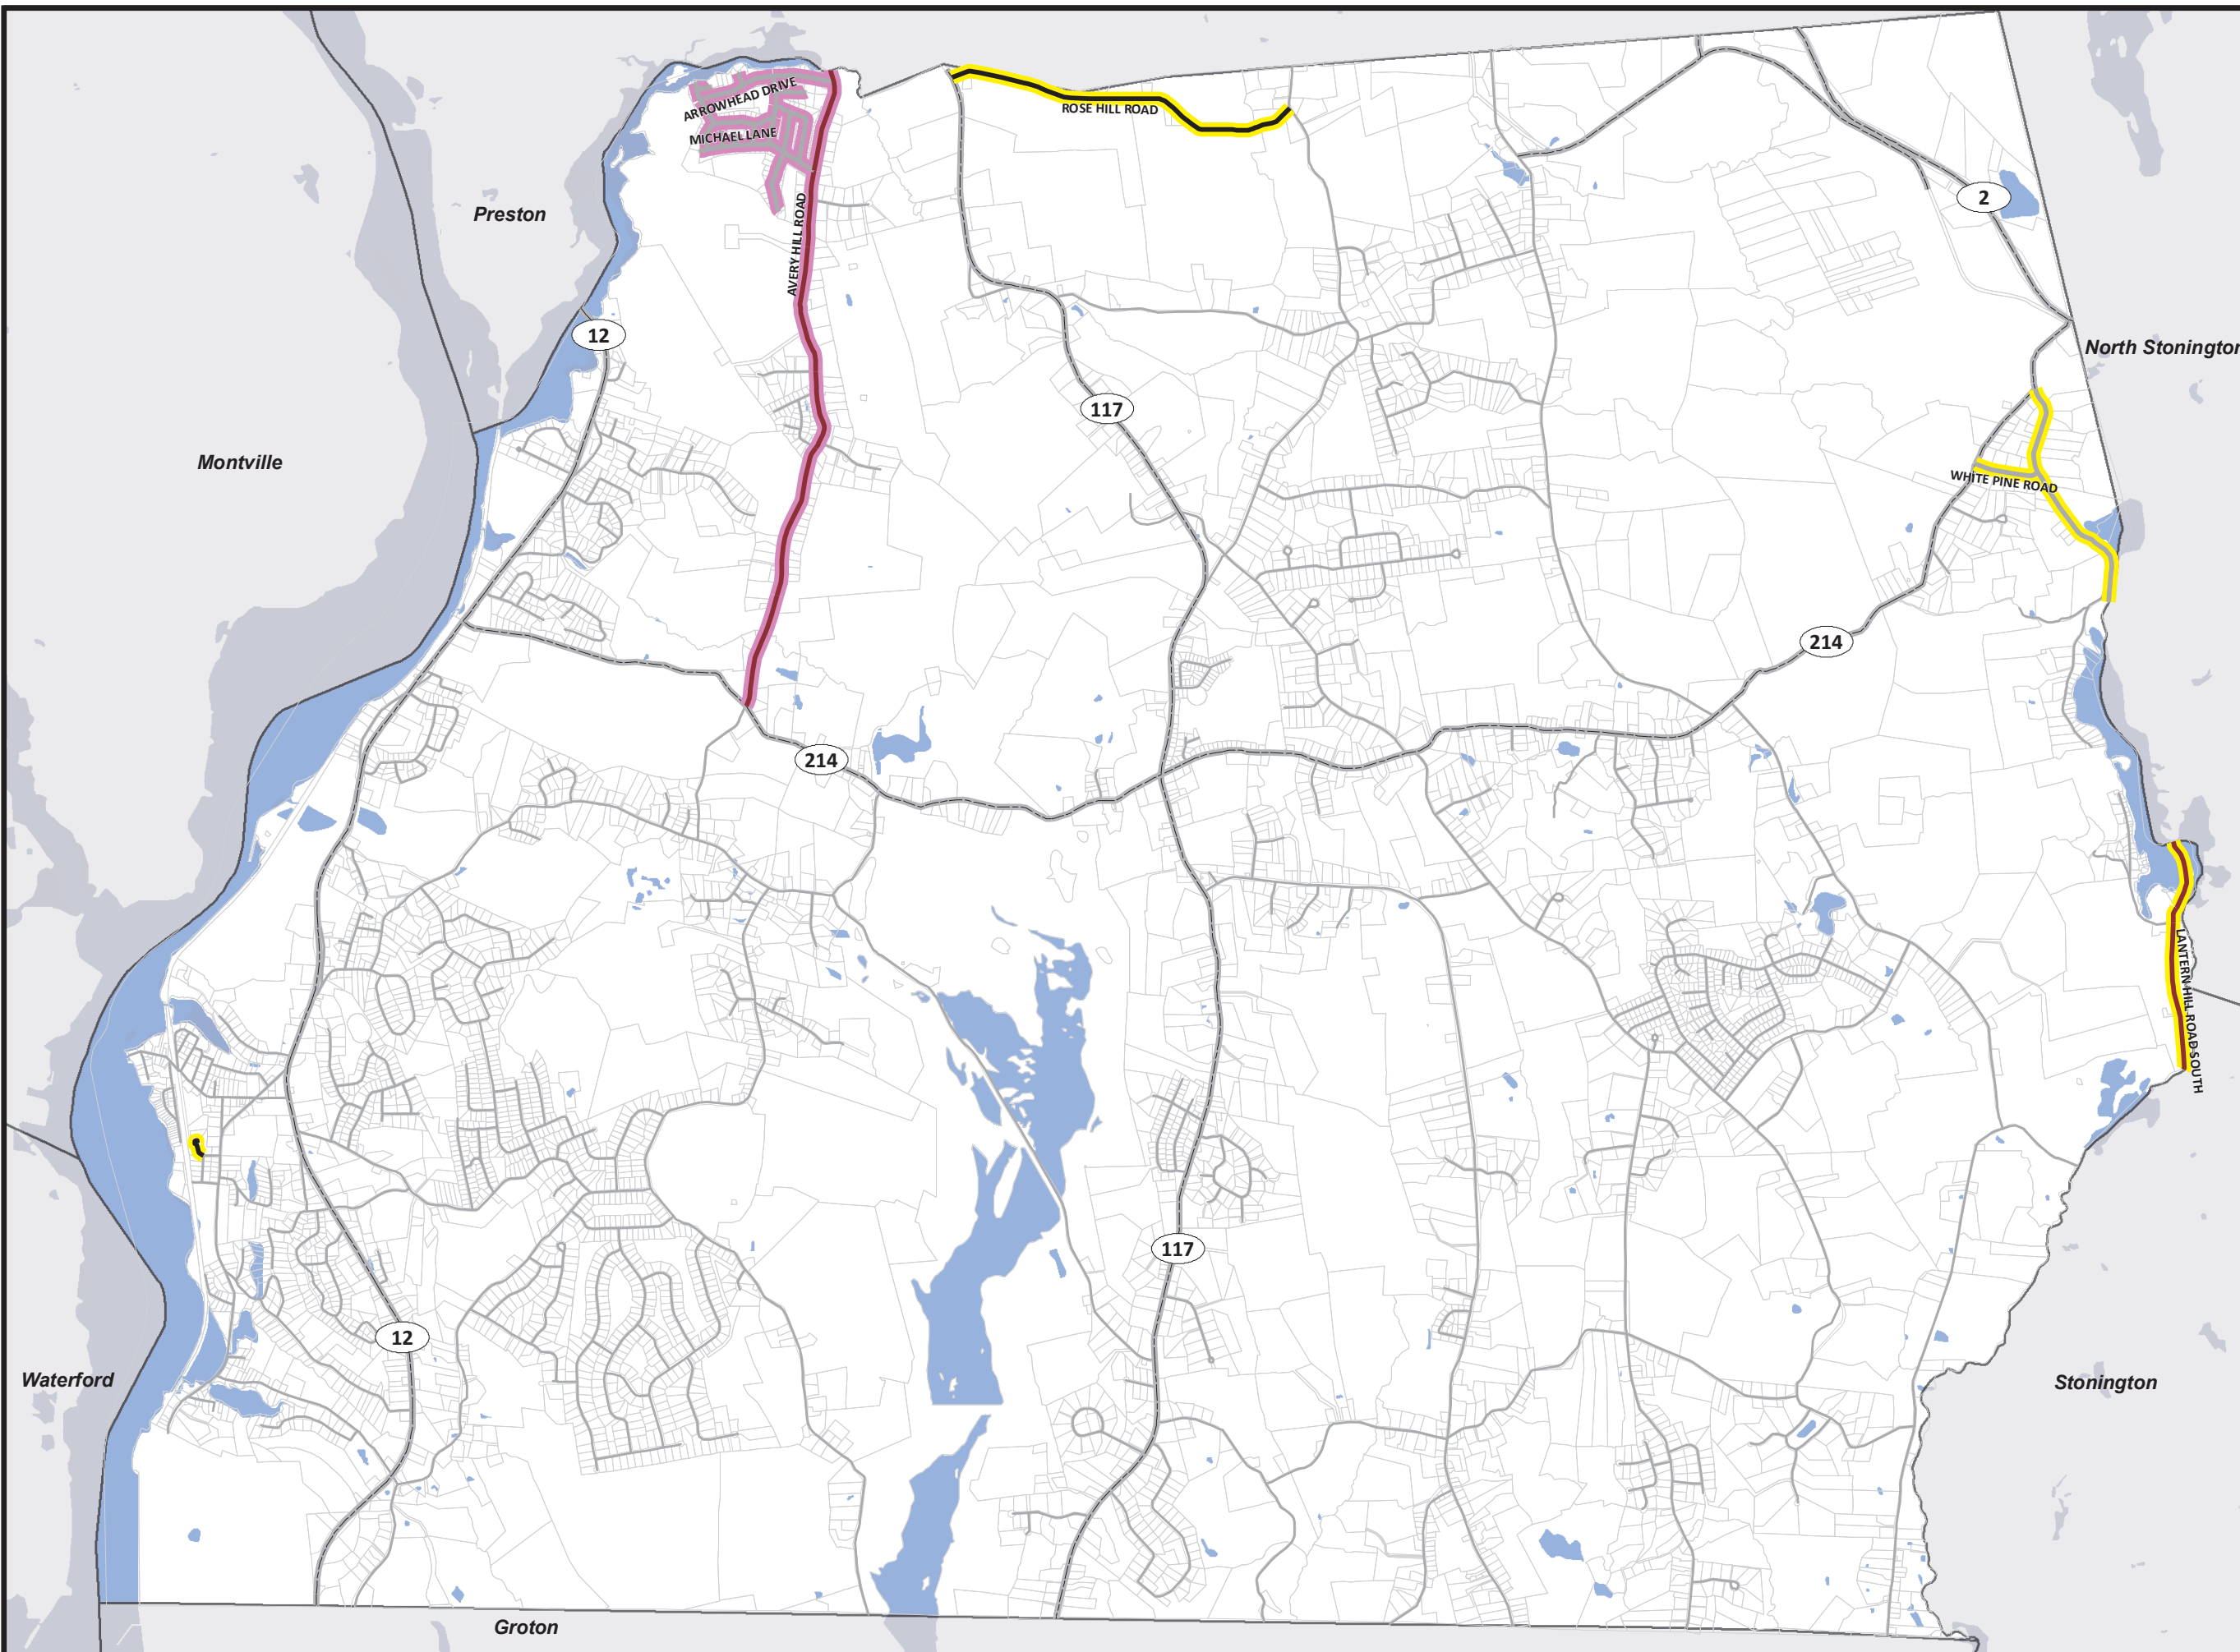 ARROWHEAD DRIVE
ROSE HILL ROAD
MICHAEL LANE
2
Preston
AVERY HILL ROAD
12
North Stonington
117
Montville
WHITE PINE ROAD
214
214
LANTERN HILL ROAD SOUTH
117
12
Waterford
Stonington
Groton